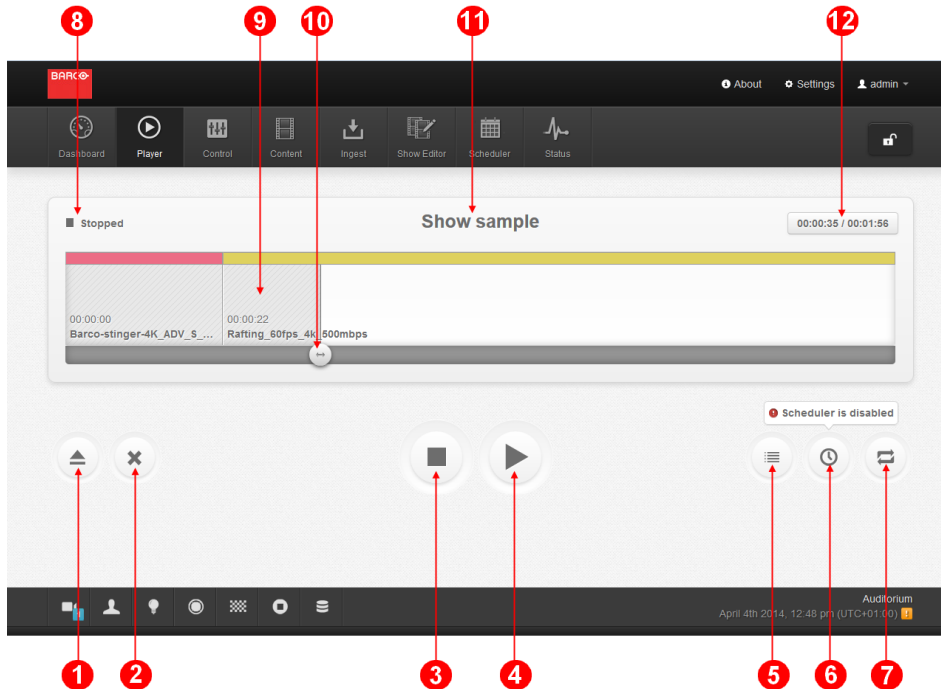 8 9 10 11 12
BARCO
About Settings admin
Dashboard Player Control Content Ingest Show Editor Scheduler Status
Stopped
Show sample
00:00:35 / 00:01:56
00:00:00
Barco-stinger-4K_ADV_S_...
00:00:22
Rafting_60fps_4k_500mbps
Scheduler is disabled
Auditorium
April 4th 2014, 12:48 pm (UTC+01:00)
1 2 3 4 5 6 7